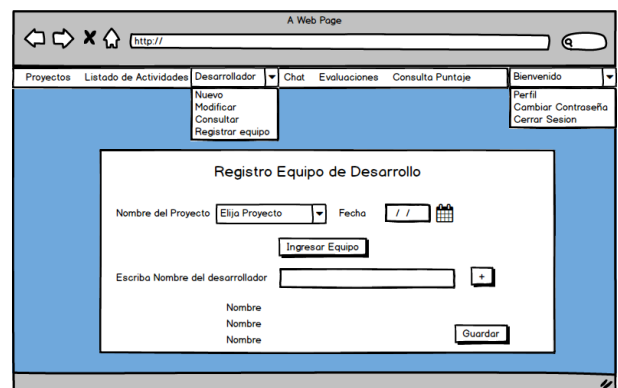 A Web Page
http://
Proyectos Listado de Actividades Desarrollador Chat Evaluaciones Consulta Puntaje Bienvenido
Nuevo
Modificar
Consultar
Registrar equipo
Perfil
Cambiar Contraseña
Cerrar Sesion
Registro Equipo de Desarrollo
Nombre del Proyecto Elija Proyecto Fecha / /
Ingresar Equipo
Escriba Nombre del desarrollador +
Nombre
Nombre
Nombre
Guardar